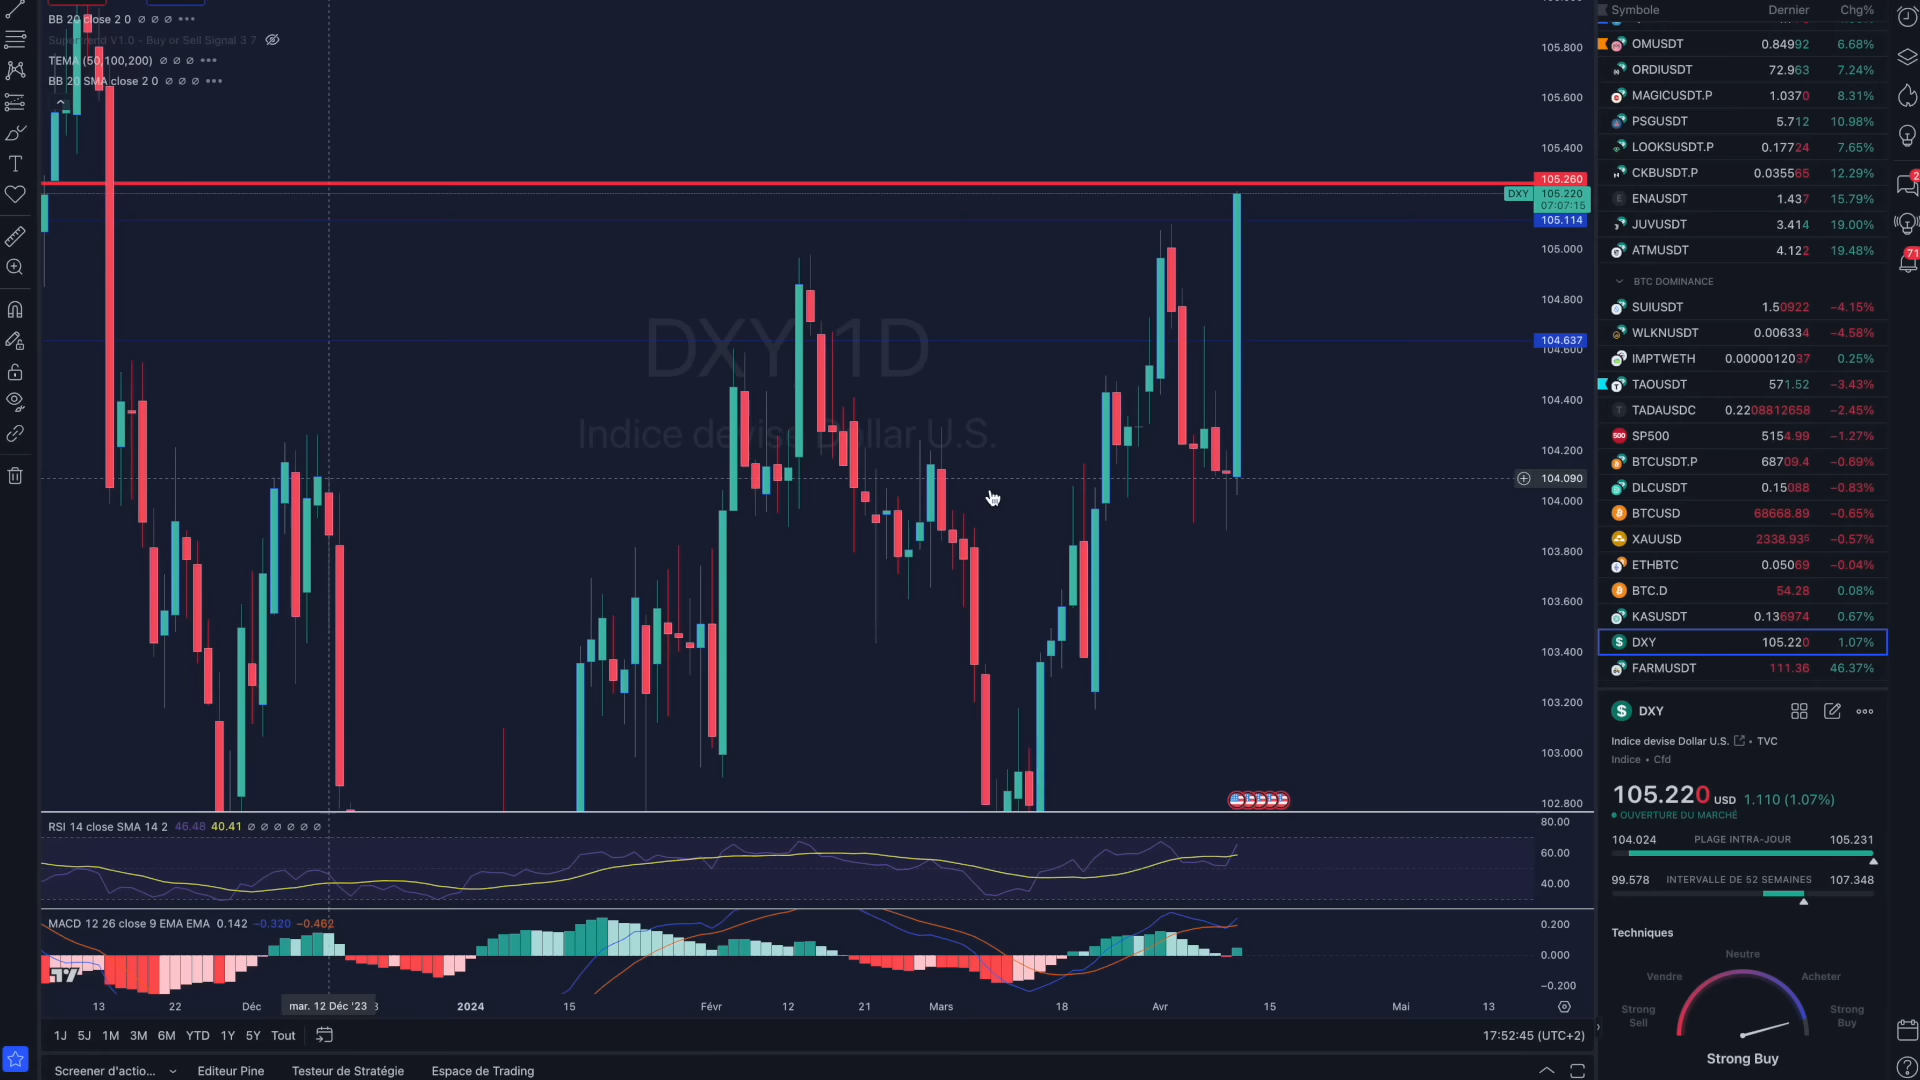 BB 20 close 2 0
Supertrend V1.0 - Buy or Sell Signal 3 7
TEMA (50,100,200)
BB 20 SMA close 2 0
DXY 1D
Indice devise Dollar U.S.
105.800
105.600
105.400
105.260
DXY 105.220
07:07:15
105.114
105.000
104.800
104.637
104.600
104.400
104.200
104.090
104.000
103.800
103.600
103.400
103.200
103.000
102.800
RSI 14 close SMA 14 2 46.48 40.41
80.00
60.00
40.00
MACD 12 26 close 9 EMA EMA 0.142 −0.320 −0.462
0.200
0.000
−0.200
13 22 Déc mar. 12 Déc '23 2024 15 Févr 12 21 Mars 18 Avr 15 Mai 13
1J 5J 1M 3M 6M YTD 1Y 5Y Tout
17:52:45 (UTC+2)
Screener d'actio... Editeur Pine Testeur de Stratégie Espace de Trading
Symbole Dernier Chg%
OMUSDT 0.84992 6.68%
ORDIUSDT 72.963 7.24%
MAGICUSDT.P 1.0370 8.31%
PSGUSDT 5.712 10.98%
LOOKSUSDT.P 0.17724 7.65%
CKBUSDT.P 0.035565 12.29%
ENAUSDT 1.437 15.79%
JUVUSDT 3.414 19.00%
ATMUSDT 4.122 19.48%
BTC DOMINANCE
SUIUSDT 1.50922 −4.15%
WLKNUSDT 0.006334 −4.58%
IMPTWETH 0.0000012037 0.25%
TAOUSDT 571.52 −3.43%
TADAUSDC 0.2208812658 −2.45%
SP500 5154.99 −1.27%
BTCUSDT.P 68709.4 −0.69%
DLCUSDT 0.15088 −0.83%
BTCUSD 68668.89 −0.65%
XAUUSD 2338.935 −0.57%
ETHBTC 0.05069 −0.04%
BTC.D 54.28 0.08%
KASUSDT 0.136974 0.67%
DXY 105.220 1.07%
FARMUSDT 111.36 46.37%
DXY
Indice devise Dollar U.S. • TVC
Indice • Cfd
105.220 USD 1.110 (1.07%)
OUVERTURE DU MARCHÉ
104.024 PLAGE INTRA-JOUR 105.231
99.578 INTERVALLE DE 52 SEMAINES 107.348
Techniques
Neutre
Vendre Acheter
Strong Sell
Strong Buy
Strong Buy
71